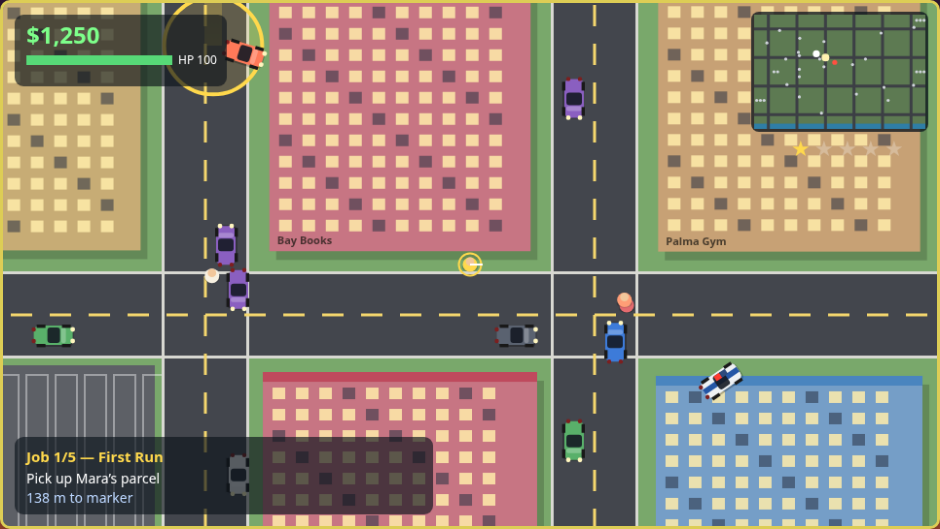 $1,250
HP 100
Bay Books
Palma Gym
Job 1/5 — First Run
Pick up Mara's parcel
138 m to marker